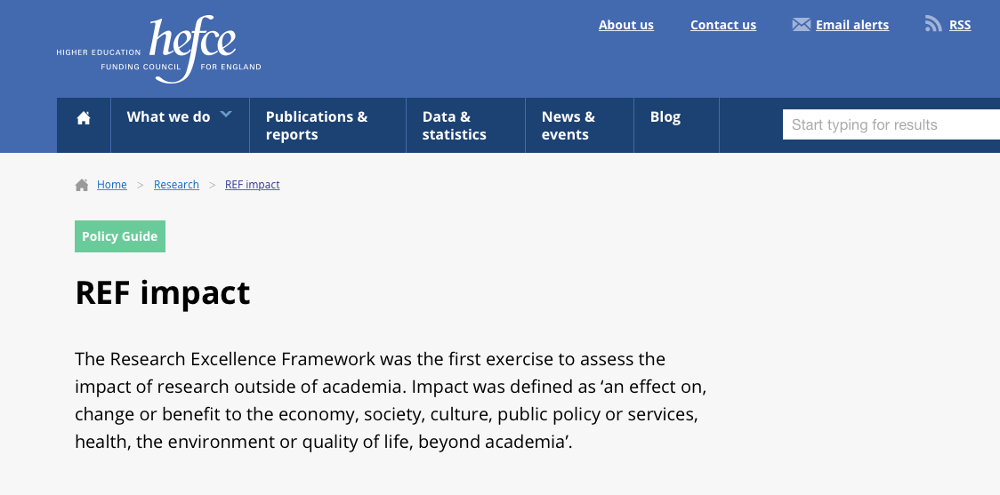 About us Contact us Email alerts RSS
hefce
HIGHER EDUCATION
FUNDING COUNCIL FOR ENGLAND
What we do Publications & reports Data & statistics News & events Blog
Start typing for results
Home > Research > REF impact
Policy Guide
REF impact
The Research Excellence Framework was the first exercise to assess the
impact of research outside of academia. Impact was defined as ‘an effect on,
change or benefit to the economy, society, culture, public policy or services,
health, the environment or quality of life, beyond academia’.